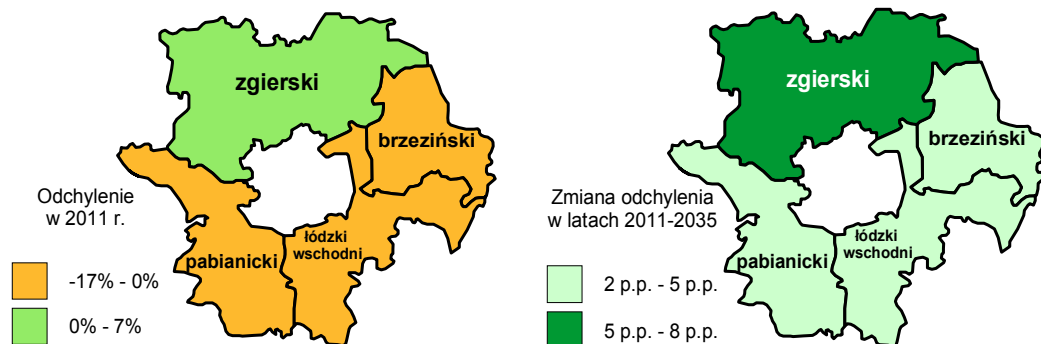 zgierski
brzeziński
Odchylenie
w 2011 r.
łódzki
wschodni
pabianicki
-17% - 0%
0% - 7%
zgierski
brzeziński
Zmiana odchylenia
w latach 2011-2035
łódzki
wschodni
pabianicki
2 p.p. - 5 p.p.
5 p.p. - 8 p.p.